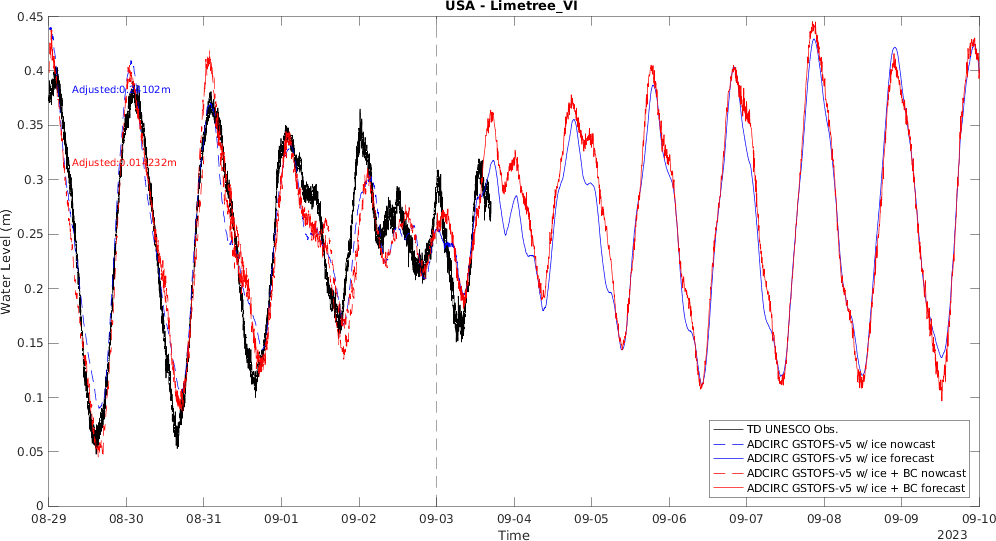 USA - Limetree_VI
0.45
0.4
0.35
0.3
0.25
0.2
0.15
0.1
0.05
0
Water Level (m)
Adjusted:
Adjusted:
TD UNESCO Obs.
ADCIRC GSTOFS-v5 w/ ice nowcast
ADCIRC GSTOFS-v5 w/ ice forecast
ADCIRC GSTOFS-v5 w/ ice + BC nowcast
ADCIRC GSTOFS-v5 w/ ice + BC forecast
08-29 08-30 08-31 09-01 09-02 09-03 09-04 09-05 09-06 09-07 09-08 09-09 09-10
Time
2023